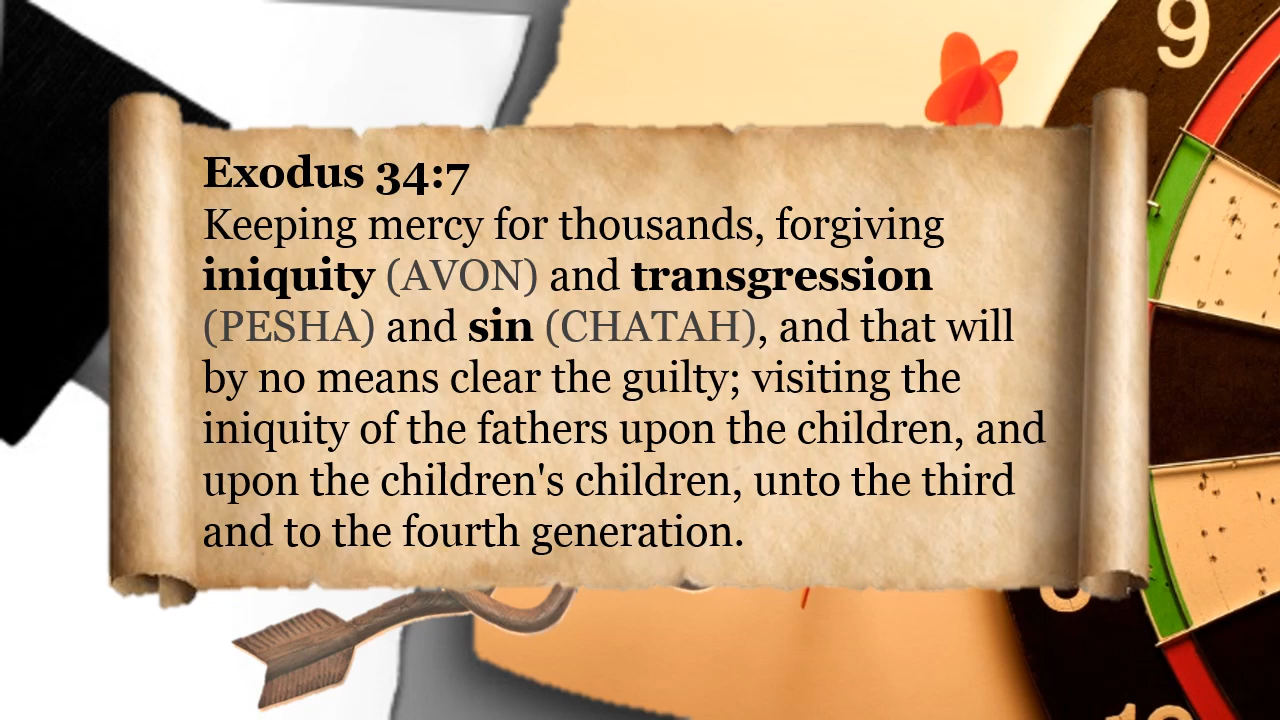 9
Exodus 34:7
Keeping mercy for thousands, forgiving
iniquity (AVON) and transgression
(PESHA) and sin (CHATAH), and that will
by no means clear the guilty; visiting the
iniquity of the fathers upon the children, and
upon the children's children, unto the third
and to the fourth generation.